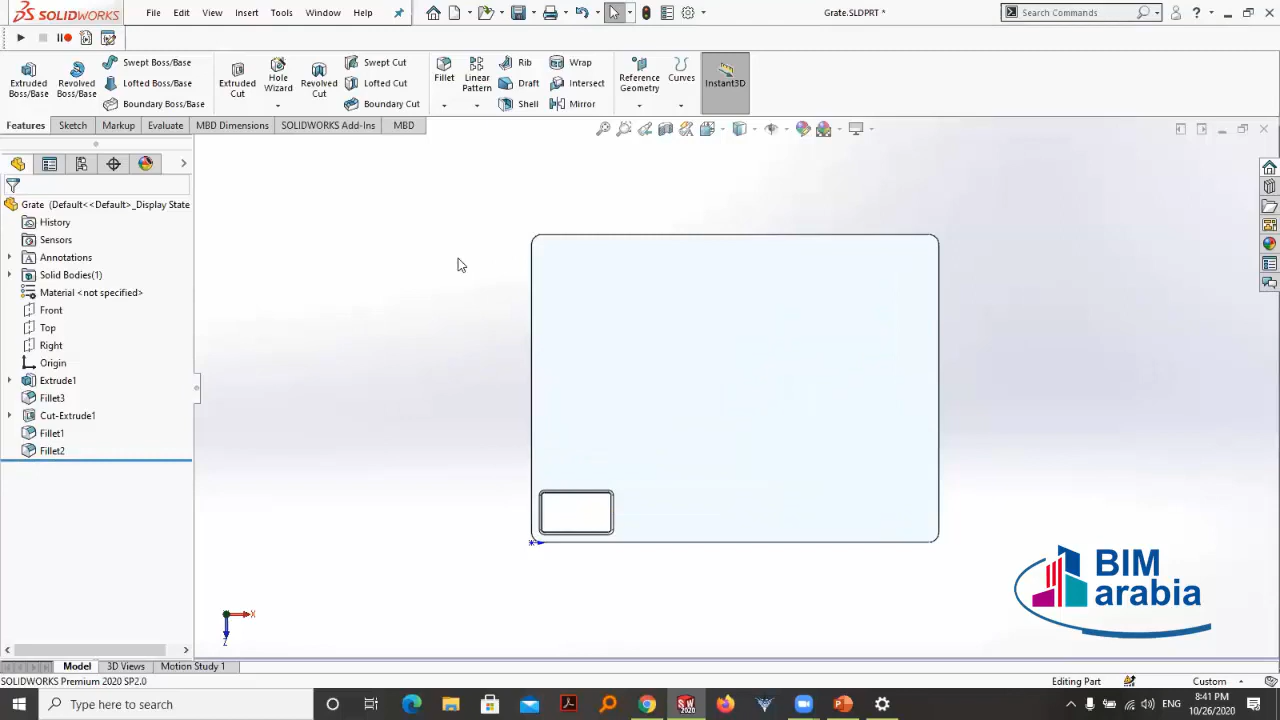 SOLIDWORKS
File Edit View Insert Tools Window Help
Grate.SLDPRT *
Search Commands
Extruded Boss/Base
Revolved Boss/Base
Swept Boss/Base
Lofted Boss/Base
Boundary Boss/Base
Extruded Cut
Hole Wizard
Revolved Cut
Swept Cut
Lofted Cut
Boundary Cut
Fillet
Linear Pattern
Rib
Draft
Shell
Wrap
Intersect
Mirror
Reference Geometry
Curves
Instant3D
Features Sketch Markup Evaluate MBD Dimensions SOLIDWORKS Add-Ins MBD
Grate (Default<<Default>_Display State
History
Sensors
Annotations
Solid Bodies(1)
Material <not specified>
Front
Top
Right
Origin
Extrude1
Fillet3
Cut-Extrude1
Fillet1
Fillet2
X
Z
BIM
arabia
Model 3D Views Motion Study 1
SOLIDWORKS Premium 2020 SP2.0
Editing Part
Custom
Type here to search
ENG
8:41 PM
10/26/2020